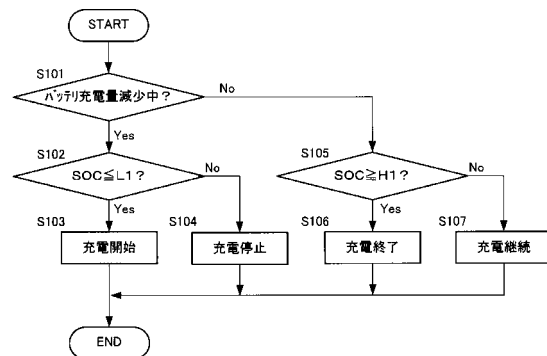 START
S101
バッテリ充電量減少中?
No
Yes
S102
SOC≦L1?
No
S105
SOC≧H1?
No
Yes
Yes
S103
充電開始
S104
充電停止
S106
充電終了
S107
充電継続
END